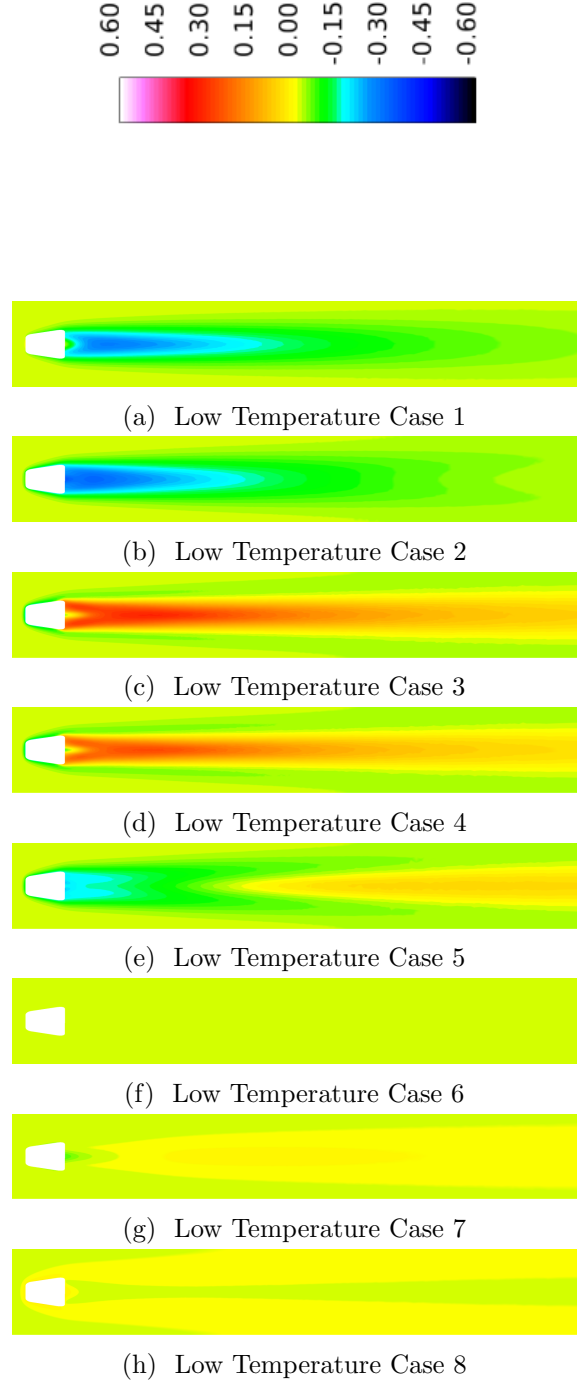 0.60 0.45 0.30 0.15 0.00 -0.15 -0.30 -0.45 -0.60
(a) Low Temperature Case 1
(b) Low Temperature Case 2
(c) Low Temperature Case 3
(d) Low Temperature Case 4
(e) Low Temperature Case 5
(f) Low Temperature Case 6
(g) Low Temperature Case 7
(h) Low Temperature Case 8